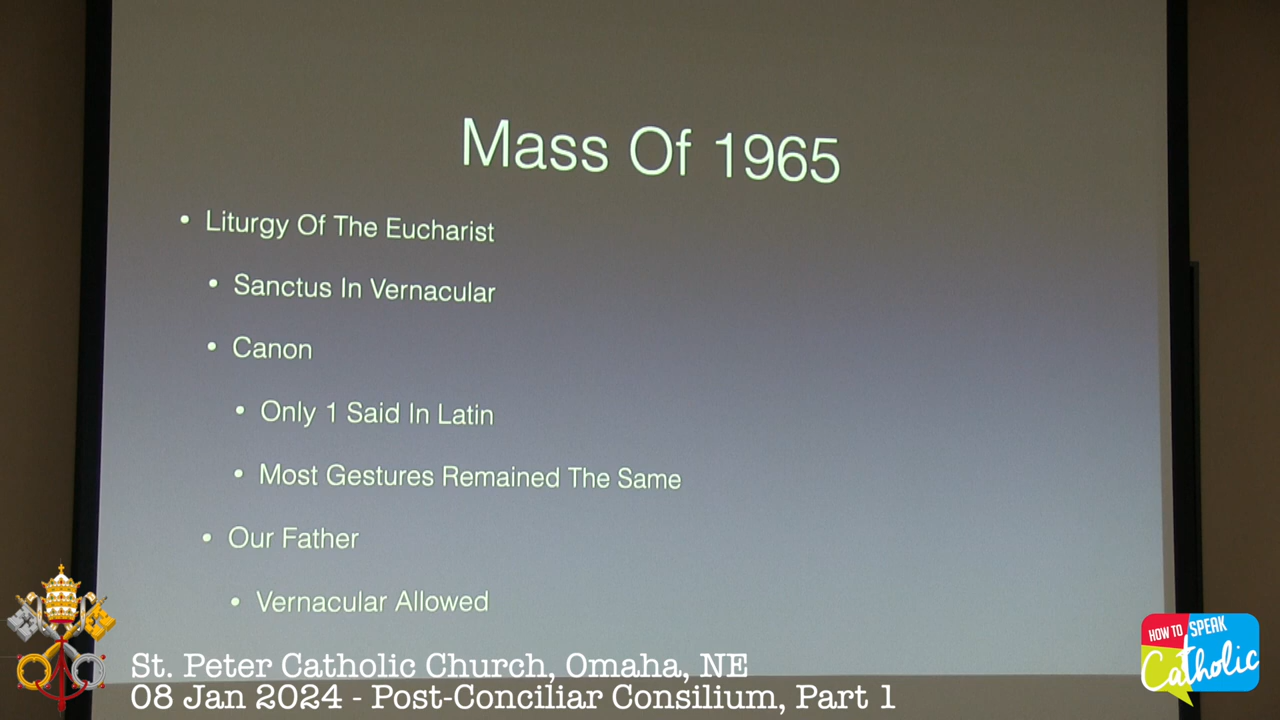 Mass Of 1965
• Liturgy Of The Eucharist
• Sanctus In Vernacular
• Canon
• Only 1 Said In Latin
• Most Gestures Remained The Same
• Our Father
• Vernacular Allowed
St. Peter Catholic Church, Omaha, NE
08 Jan 2024 - Post-Conciliar Consilium, Part 1
HOW TO SPEAK
Catholic